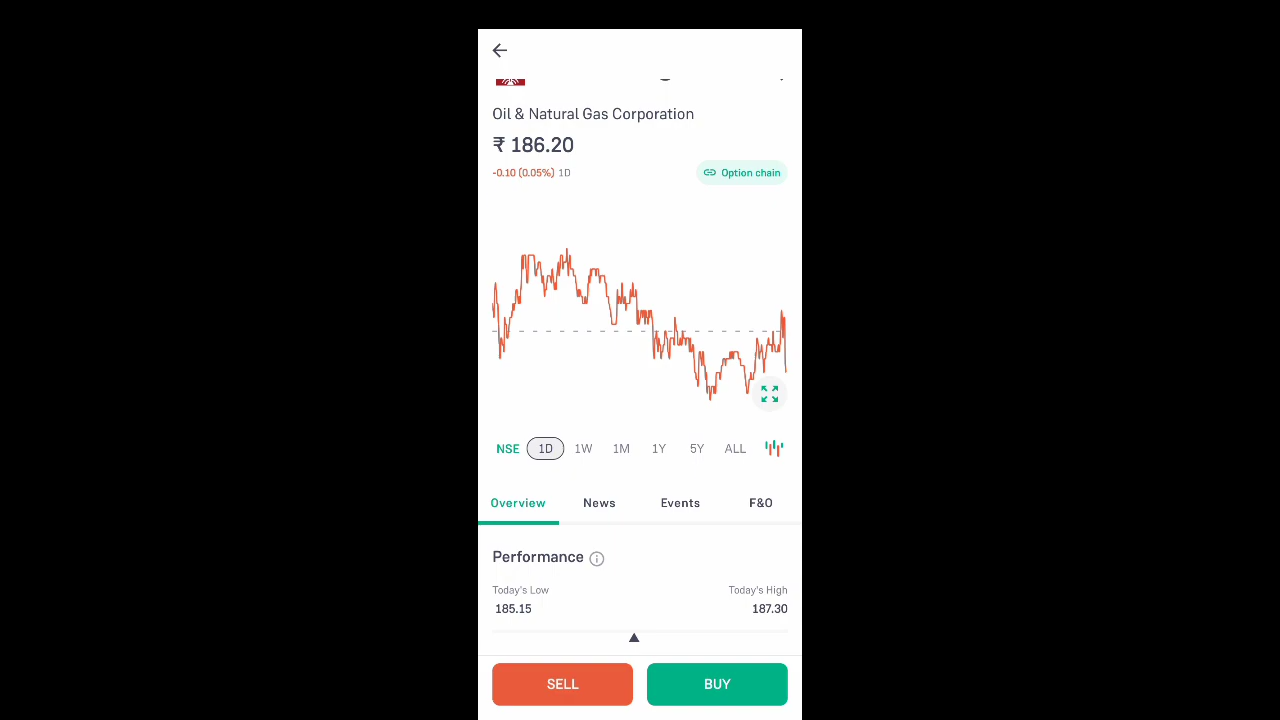 Oil & Natural Gas Corporation
₹ 186.20
-0.10 (0.05%) 1D
Option chain
NSE 1D 1W 1M 1Y 5Y ALL
Overview News Events F&O
Performance
Today's Low Today's High
185.15 187.30
SELL BUY